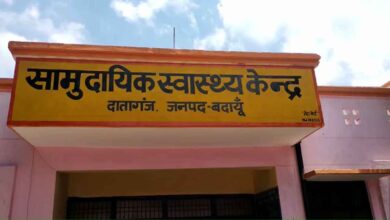 सामुदायिक स्वास्थ्य केन्द्र
दातागंज, जनपद-बदायूँ